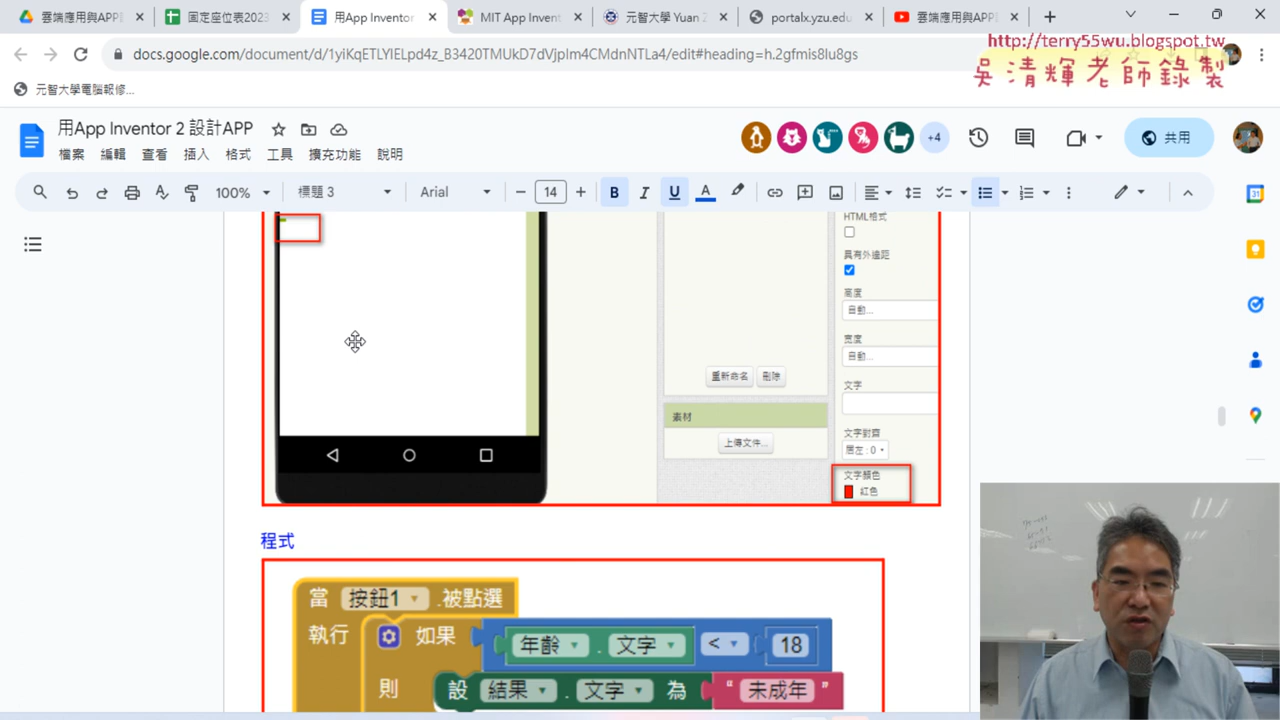 雲端應用與APP
固定座位表2023
用App Inventor
MIT App Invent
元智大學 Yuan Z
portalx.yzu.edu
雲端應用與APP
docs.google.com/document/d/1yiKqETLYlELpd4z_B3420TMUkD7dVjplm4CMdnNTLa4/edit#heading=h.2gfmis8lu8gs
http://terry55wu.blogspot.tw
吳清輝老師錄製
元智大學電腦報修...
用App Inventor 2 設計APP
+4
共用
檔案 編輯 查看 插入 格式 工具 擴充功能 說明
100% 標題 3 Arial 14 B I U A
31
HTML格式
具有外邊距
高度
自動...
寬度
自動...
重新命名 刪除
文字
素材
上傳文件...
文字對齊
居左 : 0
文字顏色
紅色
程式
當 按鈕1 .被點選
執行 如果 年齡 . 文字 < 18
則 設 結果 . 文字 為 “ 未成年 ”